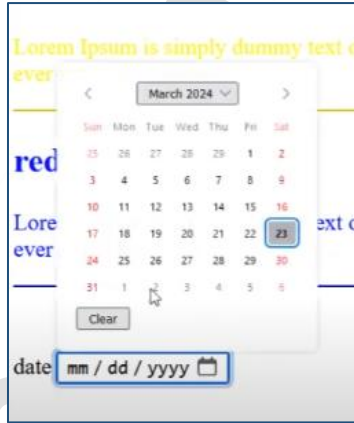 Lorem Ipsum is simply dummy text
ever
March 2024
Sun Mon Tue Wed Thu Fri Sat
25 26 27 28 29 1 2
3 4 5 6 7 8 9
red
10 11 12 13 14 15 16
Lore ext
17 18 19 20 21 22 23
ever
24 25 26 27 28 29 30
31 1 2 3 4 5 6
Clear
date mm / dd / yyyy